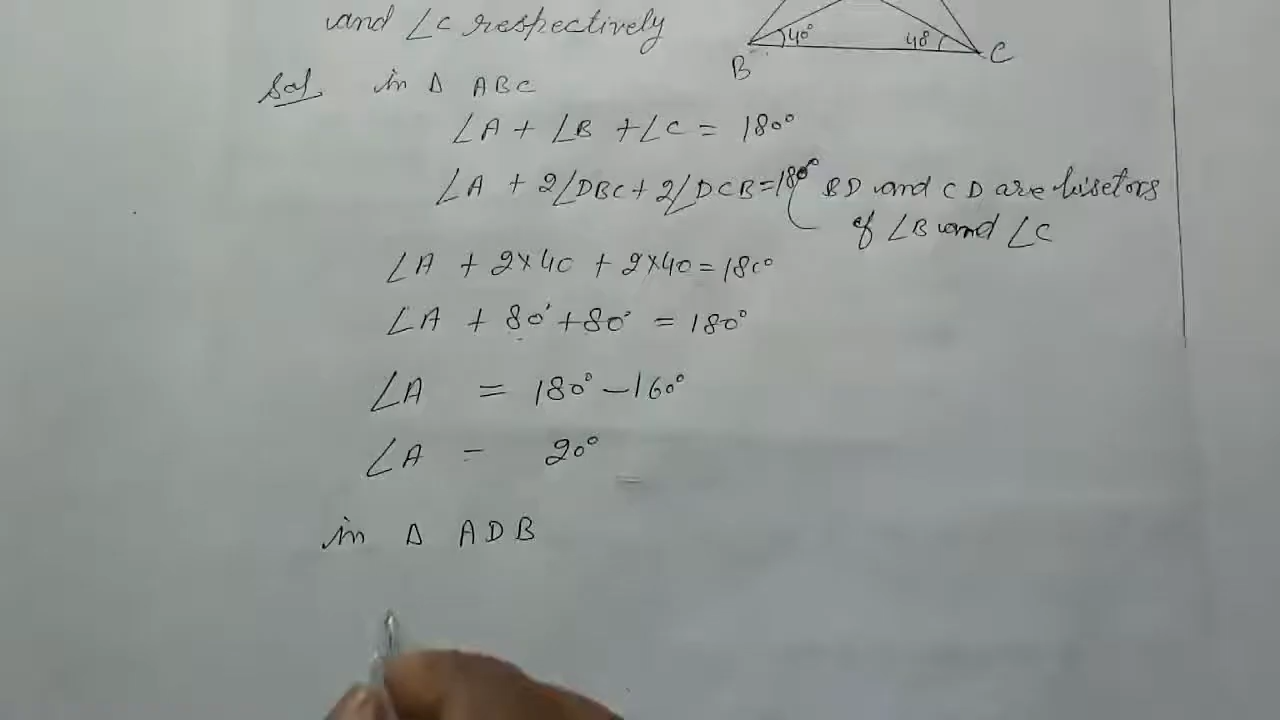 and ∠C respectively
40° 48
B C
Sol in Δ ABC
∠A + ∠B + ∠C = 180°
∠A + 2∠DBC + 2∠DCB = 180° BD and CD are bisetors
of ∠B and ∠C
∠A + 2×40 + 2×40 = 180°
∠A + 80° + 80° = 180°
∠A = 180° - 160°
∠A - 20°
in Δ ADB